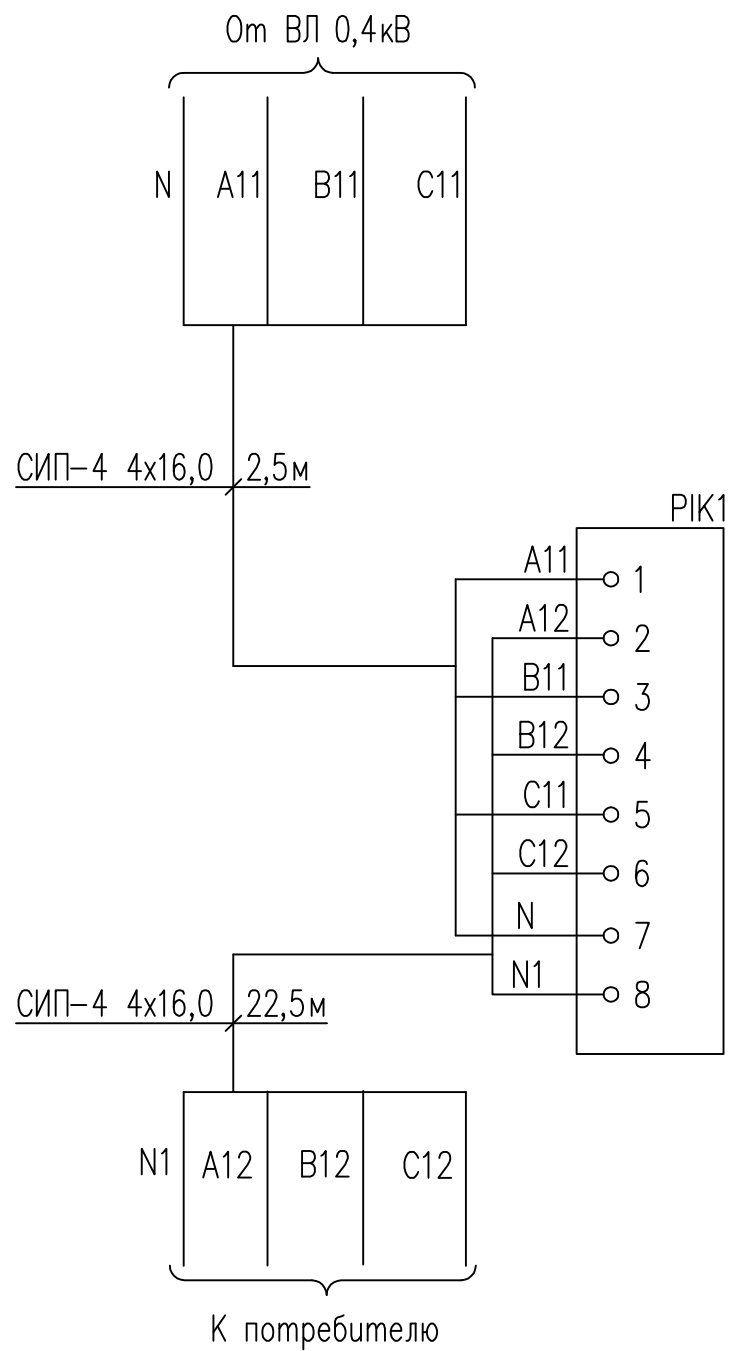 От ВЛ 0,4кВ
N A11 B11 C11
СИП-4 4х16,0 2,5м
PIK1
A11 1
A12 2
B11 3
B12 4
C11 5
C12 6
N 7
N1 8
СИП-4 4х16,0 22,5м
N1 A12 B12 C12
К потребителю